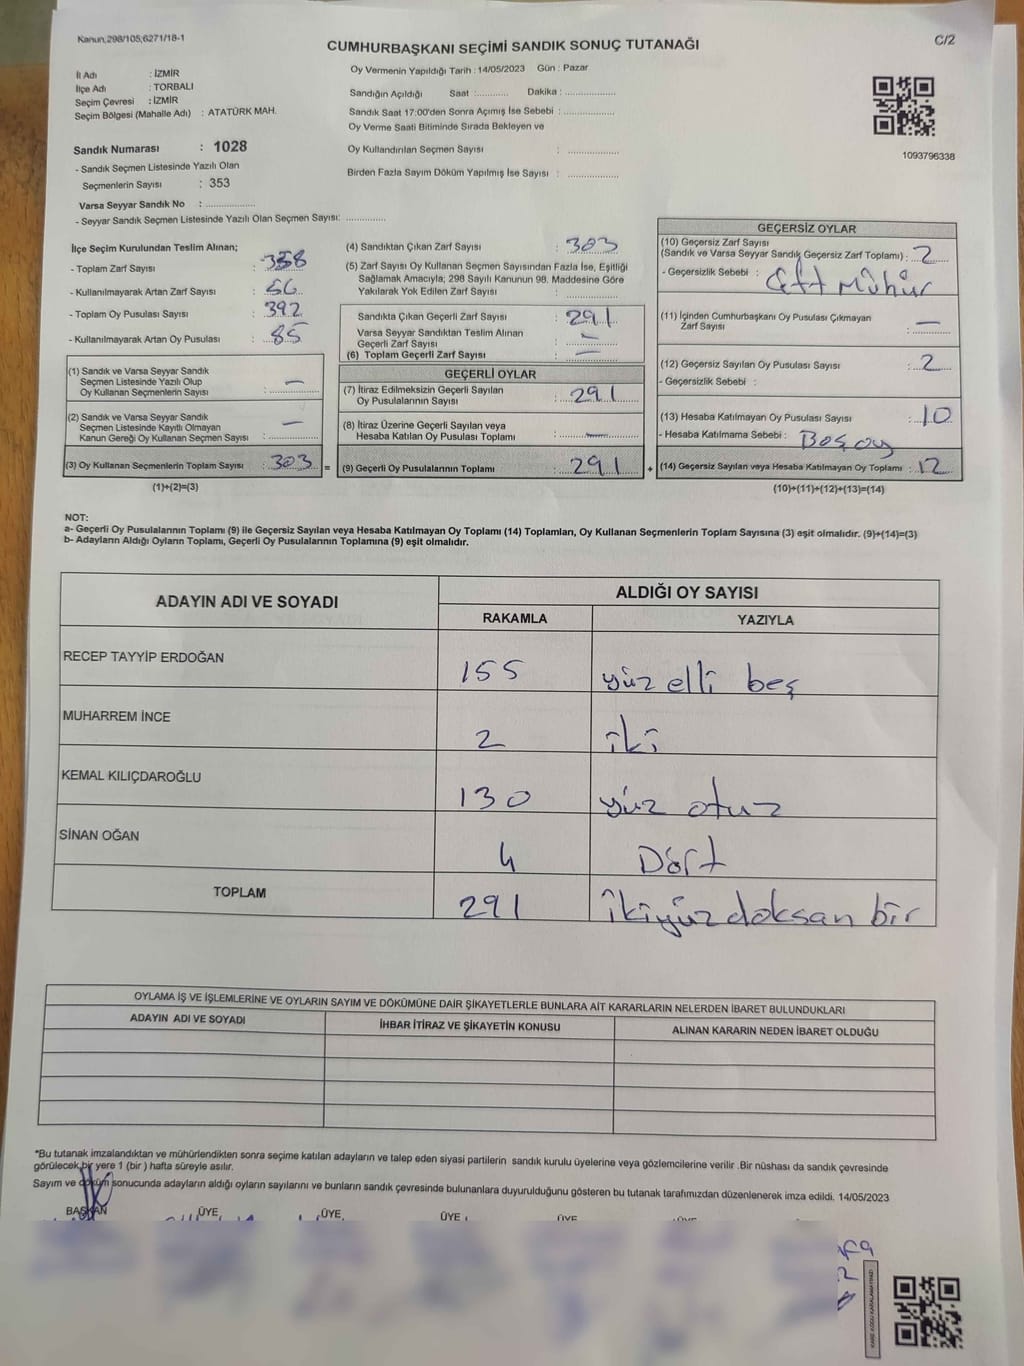 Kanun,298/105,6271/18-1
C/2
CUMHURBAŞKANI SEÇİMİ SANDIK SONUÇ TUTANAĞI
İl Adı : İZMİR
İlçe Adı : TORBALI
Seçim Çevresi : İZMİR
Seçim Bölgesi (Mahalle Adı) : ATATÜRK MAH.
Oy Vermenin Yapıldığı Tarih : 14/05/2023 Gün : Pazar
Sandığın Açıldığı Saat :........... Dakika : .................
Sandık Saat 17:00'den Sonra Açımış İse Sebebi : .................
Oy Verme Saati Bitiminde Sırada Bekleyen ve
Oy Kullandırılan Seçmen Sayısı : .................
Birden Fazla Sayım Döküm Yapılmış İse Sayısı : .................
1093796338
Sandık Numarası : 1028
- Sandık Seçmen Listesinde Yazılı Olan
Seçmenlerin Sayısı : 353
Varsa Seyyar Sandık No : .................
- Seyyar Sandık Seçmen Listesinde Yazılı Olan Seçmen Sayısı: .............
İlçe Seçim Kurulundan Teslim Alınan;
- Toplam Zarf Sayısı : 358
- Kullanılmayarak Artan Zarf Sayısı :
- Toplam Oy Pusulası Sayısı : 392
- Kullanılmayarak Artan Oy Pusulası : 85
(1) Sandık ve Varsa Seyyar Sandık
Seçmen Listesinde Yazılı Olup
Oy Kullanan Seçmenlerin Sayısı : —
(2) Sandık ve Varsa Seyyar Sandık
Seçmen Listesinde Kayıtlı Olmayan
Kanun Gereği Oy Kullanan Seçmen Sayısı : —
(3) Oy Kullanan Seçmenlerin Toplam Sayısı : 303 =
(1)+(2)=(3)
(4) Sandıktan Çıkan Zarf Sayısı : 303
(5) Zarf Sayısı Oy Kullanan Seçmen Sayısından Fazla İse, Eşitliği
Sağlamak Amacıyla; 298 Sayılı Kanunun 98. Maddesine Göre
Yakılarak Yok Edilen Zarf Sayısı : .................
Sandıkta Çıkan Geçerli Zarf Sayısı : 291
Varsa Seyyar Sandıktan Teslim Alınan
Geçerli Zarf Sayısı : —
(6) Toplam Geçerli Zarf Sayısı : —
GEÇERLİ OYLAR
(7) İtiraz Edilmeksizin Geçerli Sayılan
Oy Pusulalarının Sayısı : 291
(8) İtiraz Üzerine Geçerli Sayılan veya
Hesaba Katılan Oy Pusulası Toplamı : —
(9) Geçerli Oy Pusulalarının Toplamı : 291 +
GEÇERSİZ OYLAR
(10) Geçersiz Zarf Sayısı
(Sandık ve Varsa Seyyar Sandık Geçersiz Zarf Toplamı) : 2
- Geçersizlik Sebebi : Çift Mühür
(11) İçinden Cumhurbaşkanı Oy Pusulası Çıkmayan
Zarf Sayısı : —
(12) Geçersiz Sayılan Oy Pusulası Sayısı : 2
- Geçersizlik Sebebi :
(13) Hesaba Katılmayan Oy Pusulası Sayısı : 10
- Hesaba Katılmama Sebebi : Boş oy
(14) Geçersiz Sayılan veya Hesaba Katılmayan Oy Toplamı : 12
(10)+(11)+(12)+(13)=(14)
NOT:
a- Geçerli Oy Pusulalarının Toplamı (9) ile Geçersiz Sayılan veya Hesaba Katılmayan Oy Toplamı (14) Toplamları, Oy Kullanan Seçmenlerin Toplam Sayısına (3) eşit olmalıdır. (9)+(14)=(3)
b- Adayların Aldığı Oyların Toplamı, Geçerli Oy Pusulalarının Toplamına (9) eşit olmalıdır.
ADAYIN ADI VE SOYADI
ALDIĞI OY SAYISI
RAKAMLA YAZIYLA
RECEP TAYYİP ERDOĞAN 155 yüz elli beş
MUHARREM İNCE 2 iki
KEMAL KILIÇDAROĞLU 130 yüz otuz
SİNAN OĞAN 4 Dört
TOPLAM 291 ikiyüz doksan bir
OYLAMA İŞ VE İŞLEMLERİNE VE OYLARIN SAYIM VE DÖKÜMÜNE DAİR ŞİKAYETLERLE BUNLARA AİT KARARLARIN NELERDEN İBARET BULUNDUKLARI
ADAYIN ADI VE SOYADI İHBAR İTİRAZ VE ŞİKAYETİN KONUSU ALINAN KARARIN NEDEN İBARET OLDUĞU
*Bu tutanak imzalandıktan ve mühürlendikten sonra seçime katılan adayların ve talep eden siyasi partilerin sandık kurulu üyelerine veya gözlemcilerine verilir .Bir nüshası da sandık çevresinde
görülecek bir yere 1 (bir ) hafta süreyle asılır.
Sayım ve döküm sonucunda adayların aldığı oyların sayılarını ve bunların sandık çevresinde bulunanlara duyurulduğunu gösteren bu tutanak tarafımızdan düzenlenerek imza edildi. 14/05/2023
BAŞKAN ÜYE ÜYE ÜYE ÜYE ÜYE